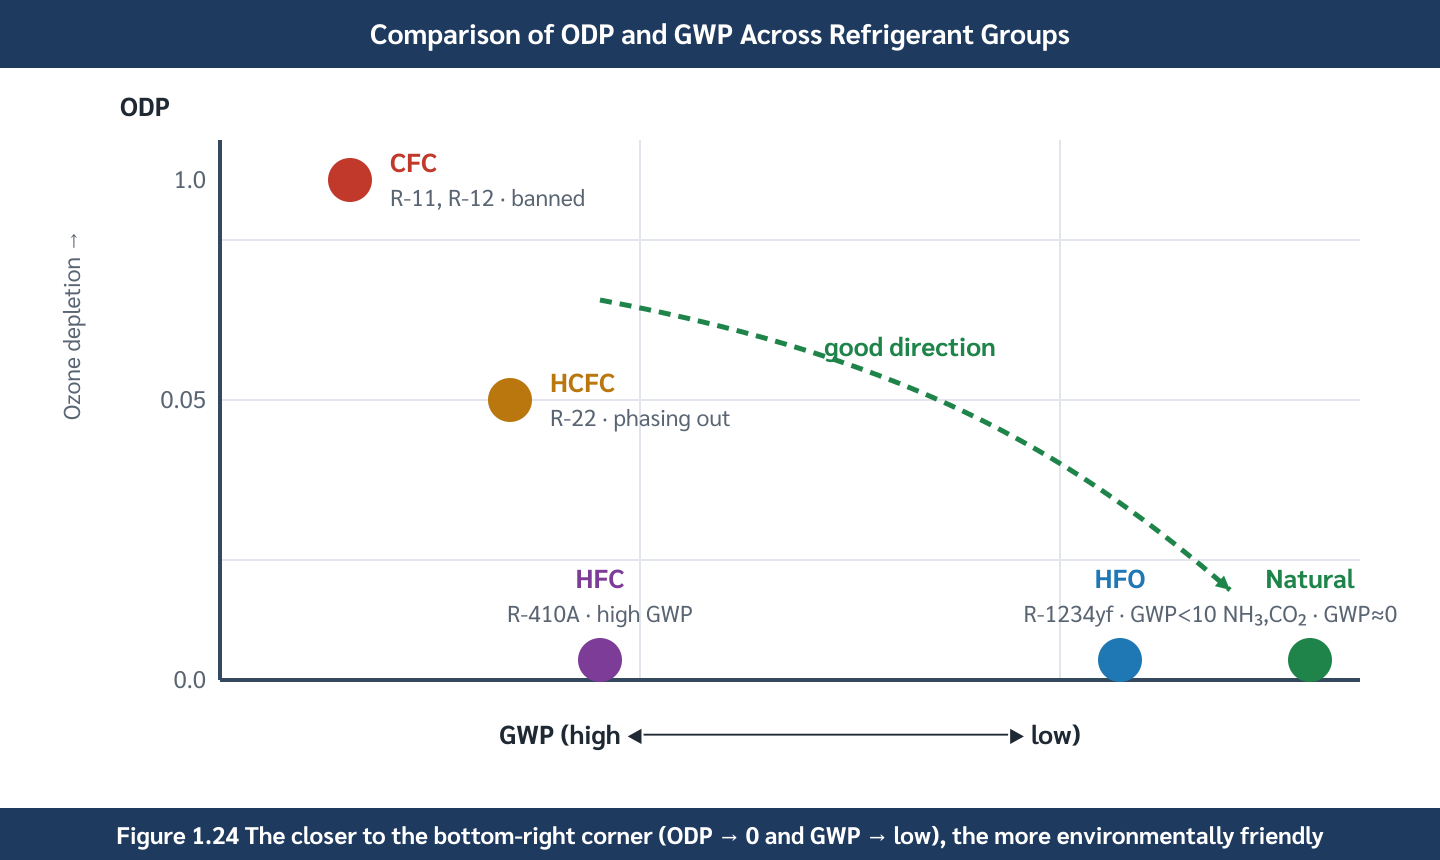 Comparison of ODP and GWP Across Refrigerant Groups
ODP
CFC
1.0
R-11, R-12 · banned
Ozone depletion →
good direction
HCFC
0.05
R-22 · phasing out
HFC
HFO
Natural
R-410A · high GWP
R-1234yf · GWP<10
NH₃,CO₂ · GWP≈0
0.0
GWP (high ◀────▶ low)
Figure 1.24 The closer to the bottom-right corner (ODP → 0 and GWP → low), the more environmentally friendly